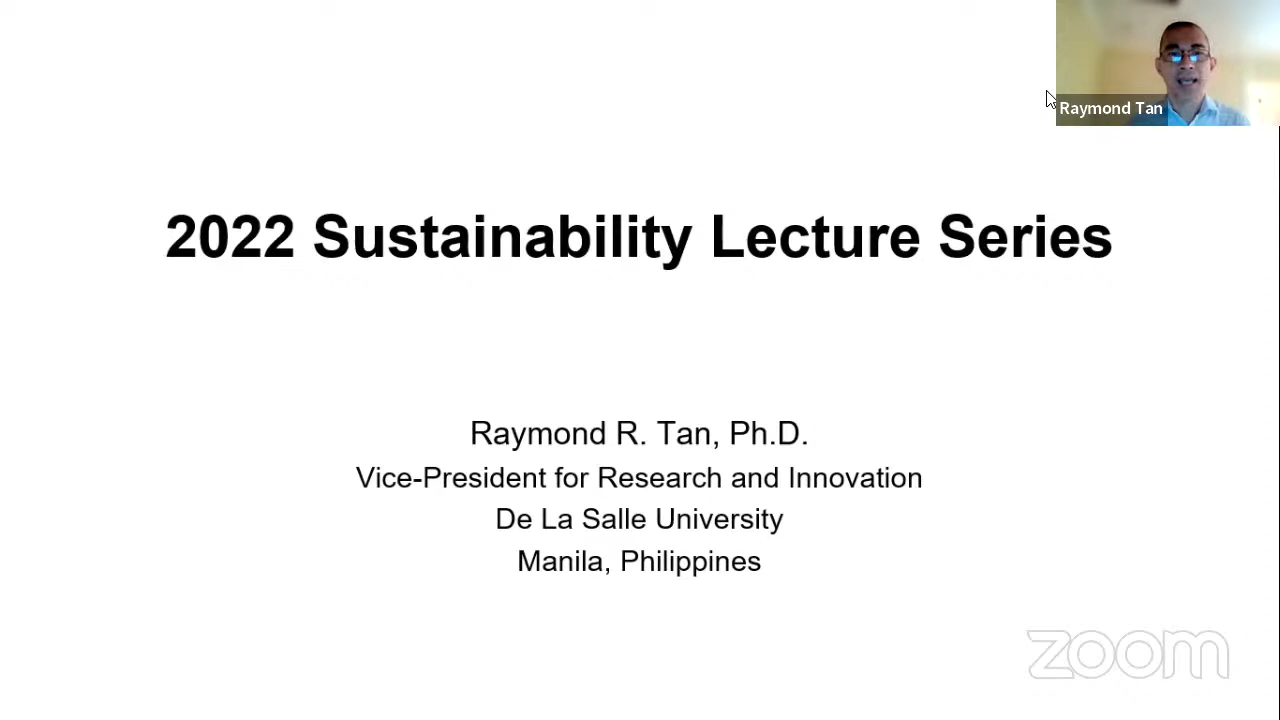 Raymond Tan
2022 Sustainability Lecture Series
Raymond R. Tan, Ph.D.
Vice-President for Research and Innovation
De La Salle University
Manila, Philippines
zoom